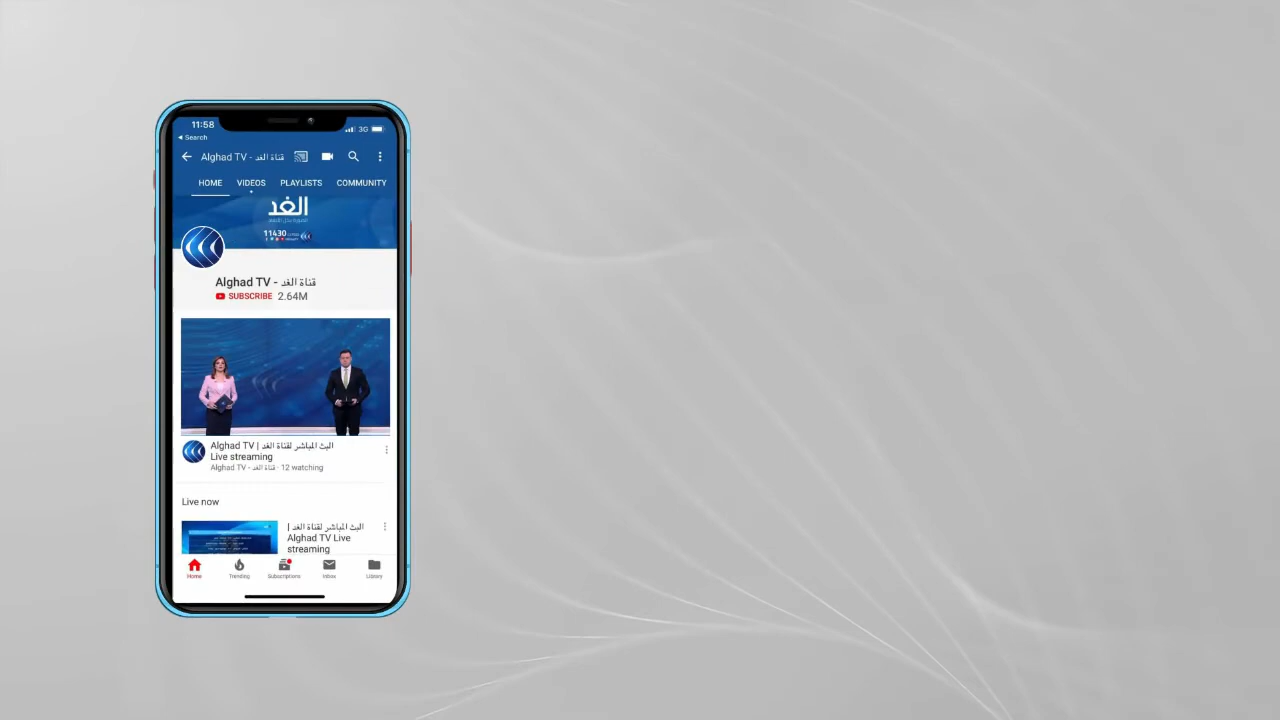 11:58
3G
Search
Alghad TV - قناة الغد
HOME VIDEOS PLAYLISTS COMMUNITY
الغد
11430
Alghad TV - قناة الغد
SUBSCRIBE 2.64M
Alghad TV | البث المباشر لقناة الغد
Live streaming
Alghad TV - قناة الغد · 12 watching
Live now
البث المباشر لقناة الغد |
Alghad TV Live
streaming
Home Trending Subscriptions Inbox Library